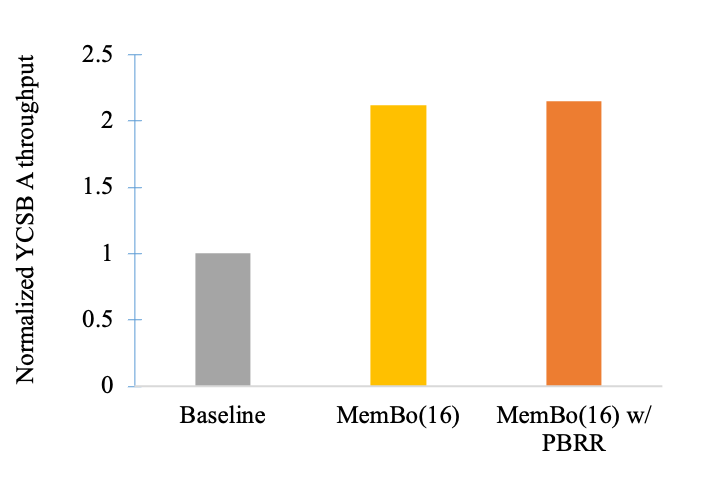 Normalized YCSB A throughput
2.5
2
1.5
1
0.5
0
Baseline
MemBo(16)
MemBo(16) w/
PBRR